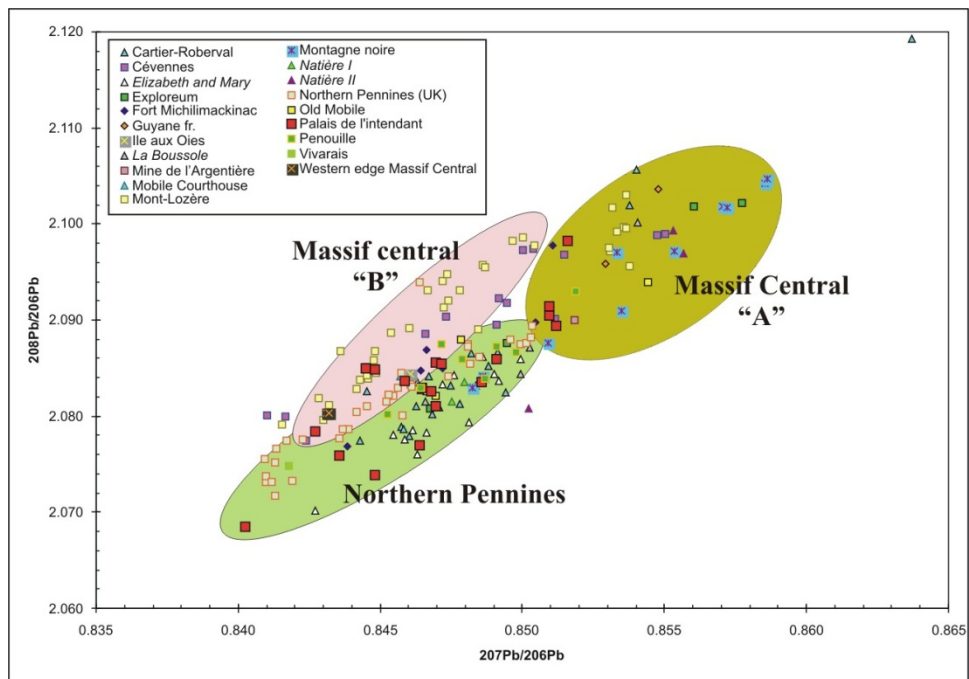 2.120
2.110
2.100
2.090
2.080
2.070
2.060
208Pb/206Pb
Cartier-Roberval
Cévennes
Elizabeth and Mary
Exploreum
Fort Michilimackinac
Guyane fr.
Ile aux Oies
La Boussole
Mine de l'Argentière
Mobile Courthouse
Mont-Lozère
Montagne noire
Natière I
Natière II
Northern Pennines (UK)
Old Mobile
Palais de l'intendant
Penouille
Vivarais
Western edge Massif Central
Massif central
“B”
Massif Central
“A”
Northern Pennines
0.835
0.840
0.845
0.850
0.855
0.860
0.865
207Pb/206Pb